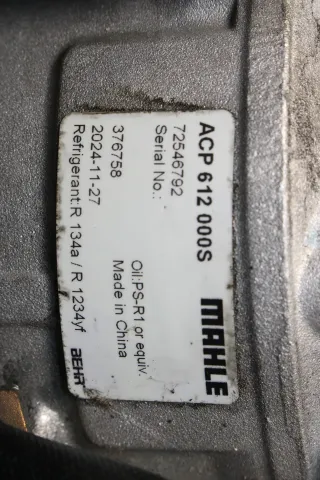 ACP 612 000S
MAHLE
72546792
Serial No.:
Oil:PS-R1 or equiv.
Made in China
376758
2024-11-27
Refrigerant:R 134a / R 1234yf
BEHR